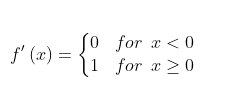 f′(x) = { 0 for x < 0
1 for x ≥ 0